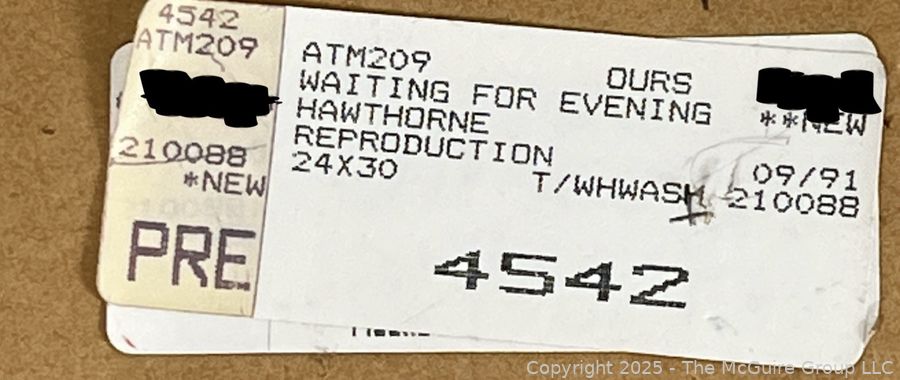 4542
ATM209
210088
*NEW
PRE
ATM209 OURS
WAITING FOR EVENING **NEW
HAWTHORNE
REPRODUCTION 09/91
24X30 T/WHWASH 210088
4542
Copyright 2025 - The McGuire Group LLC